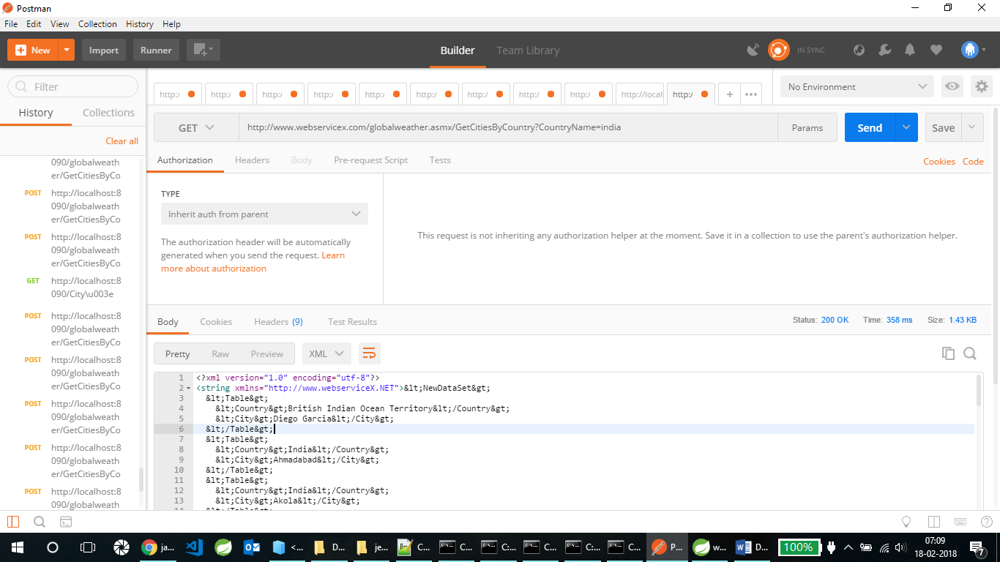 Postman
File Edit View Collection History Help
New Import Runner Builder Team Library IN SYNC
Filter
History Collections
Clear all
090/globalweath
er/GetCitiesByCo
POST http://localhost:8
090/globalweath
er/GetCitiesByCo
POST http://localhost:8
090/globalweath
er/GetCitiesByCo
GET http://localhost:8
090/City\u003e
POST http://localhost:8
090/globalweath
er/GetCitiesByCo
POST http://localhost:8
090/globalweath
er/GetCitiesByCo
POST http://localhost:8
090/globalweath
er/GetCitiesByCo
POST http://localhost:8
090/globalweath
er/GetCitiesByCo
POST http://localhost:8
090/globalweath
http:/ http:/ http:/ http:/ http:/ http:/ http:/ http:/ http:/ http://local http:/ + •••
No Environment
GET http://www.webservicex.com/globalweather.asmx/GetCitiesByCountry?CountryName=india Params Send Save
Authorization Headers Body Pre-request Script Tests Cookies Code
TYPE
Inherit auth from parent
The authorization header will be automatically
generated when you send the request. Learn
more about authorization
This request is not inheriting any authorization helper at the moment. Save it in a collection to use the parent's authorization helper.
Body Cookies Headers (9) Test Results Status: 200 OK Time: 358 ms Size: 1.43 KB
Pretty Raw Preview XML
1 <?xml version="1.0" encoding="utf-8"?>
2 <string xmlns="http://www.webserviceX.NET">&lt;NewDataSet&gt;
3 &lt;Table&gt;
4 &lt;Country&gt;British Indian Ocean Territory&lt;/Country&gt;
5 &lt;City&gt;Diego Garcia&lt;/City&gt;
6 &lt;/Table&gt;
7 &lt;Table&gt;
8 &lt;Country&gt;India&lt;/Country&gt;
9 &lt;City&gt;Ahmadabad&lt;/City&gt;
10 &lt;/Table&gt;
11 &lt;Table&gt;
12 &lt;Country&gt;India&lt;/Country&gt;
13 &lt;City&gt;Akola&lt;/City&gt;
14 &lt;/Table&gt;
ja... <... D... je... C... C... C:... C... C:... C... P... w... D... 100% 07:09
18-02-2018
7